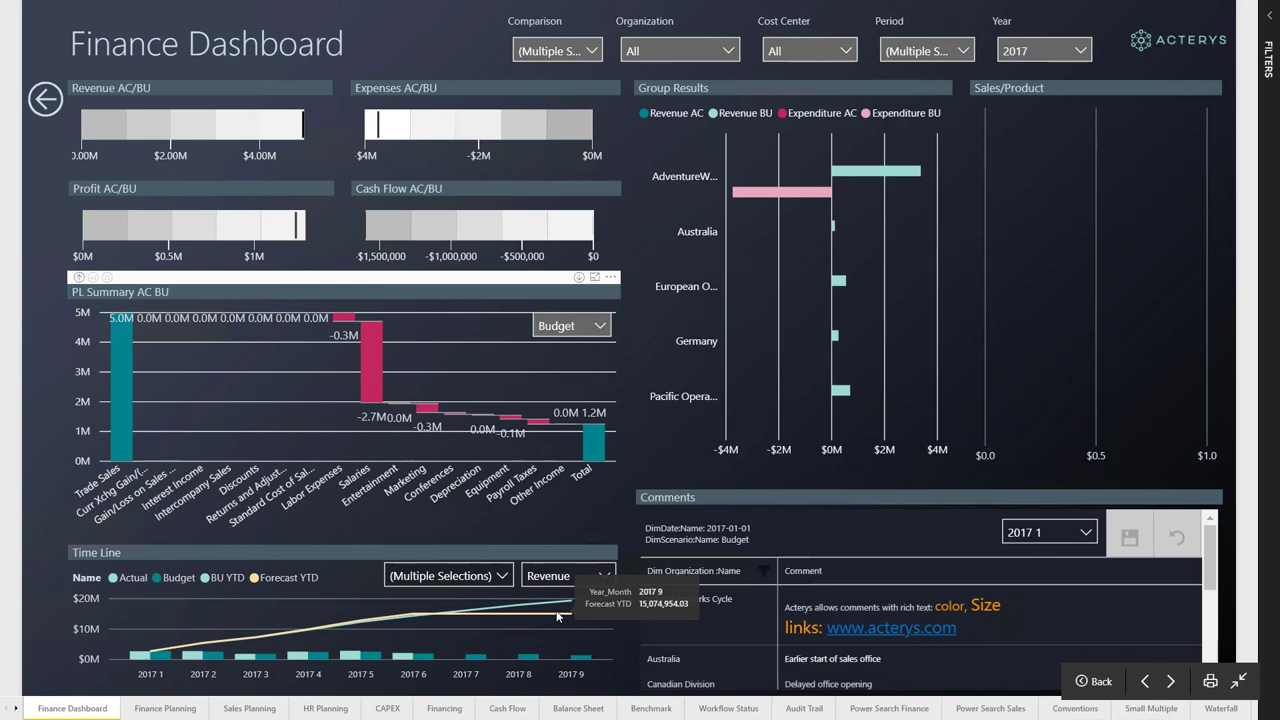 Finance Dashboard
Comparison
Organization
Cost Center
Period
Year
(Multiple S...
All
All
(Multiple S...
2017
ACTERYS
FILTERS
Revenue AC/BU
Expenses AC/BU
0.00M
$2.00M
$4.00M
-$4M
-$2M
$0M
Profit AC/BU
Cash Flow AC/BU
$0M
$0.5M
$1M
-$1,500,000
-$1,000,000
-$500,000
$0
PL Summary AC BU
Budget
5M
4M
3M
2M
1M
0M
5.0M 0.0M 0.0M 0.0M 0.0M 0.0M 0.0M 0.0M
-0.3M
-2.7M
0.0M
-0.3M
0.0M
-0.1M
0.0M
1.2M
Trade Sales
Curr Xchg Gain/(...
Gain/Loss on Sales ...
Interest Income
Intercompany Sales
Discounts
Returns and Adjust...
Standard Cost of Sal...
Labor Expenses
Salaries
Entertainment
Marketing
Conferences
Depreciation
Equipment
Payroll Taxes
Other Income
Total
Time Line
Name Actual Budget BU YTD Forecast YTD
(Multiple Selections)
Revenue
$20M
$10M
$0M
2017 1
2017 2
2017 3
2017 4
2017 5
2017 6
2017 7
2017 8
2017 9
Year_Month 2017 9
Forecast YTD 15,074,954.03
Group Results
Revenue AC Revenue BU Expenditure AC Expenditure BU
AdventureW...
Australia
European O...
Germany
Pacific Opera...
-$4M
-$2M
$0M
$2M
$4M
Sales/Product
$0.0
$0.5
$1.0
Comments
DimDate:Name: 2017-01-01
DimScenario:Name: Budget
2017 1
Dim Organization :Name
Comment
rks Cycle
Acterys allows comments with rich text: color, Size
links: www.acterys.com
Australia
Earlier start of sales office
Canadian Division
Delayed office opening
Back
Finance Dashboard
Finance Planning
Sales Planning
HR Planning
CAPEX
Financing
Cash Flow
Balance Sheet
Benchmark
Workflow Status
Audit Trail
Power Search Finance
Power Search Sales
Conventions
Small Multiple
Waterfall